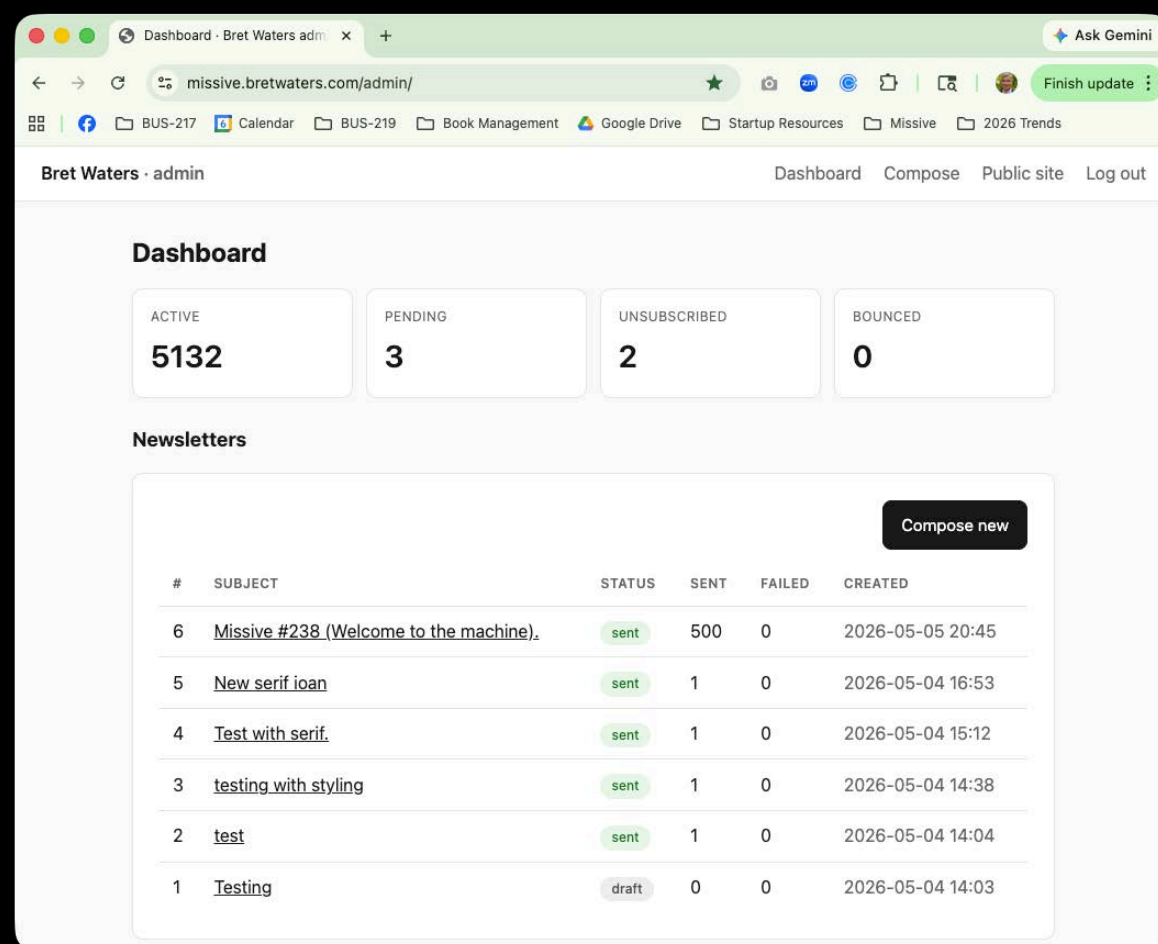 Dashboard · Bret Waters adm
Ask Gemini
missive.bretwaters.com/admin/
zm
Finish update
BUS-217 6 Calendar BUS-219 Book Management Google Drive Startup Resources Missive 2026 Trends
Bret Waters · admin Dashboard Compose Public site Log out
Dashboard
ACTIVE PENDING UNSUBSCRIBED BOUNCED
5132 3 2 0
Newsletters
Compose new
# SUBJECT STATUS SENT FAILED CREATED
6 Missive #238 (Welcome to the machine). sent 500 0 2026-05-05 20:45
5 New serif ioan sent 1 0 2026-05-04 16:53
4 Test with serif. sent 1 0 2026-05-04 15:12
3 testing with styling sent 1 0 2026-05-04 14:38
2 test sent 1 0 2026-05-04 14:04
1 Testing draft 0 0 2026-05-04 14:03